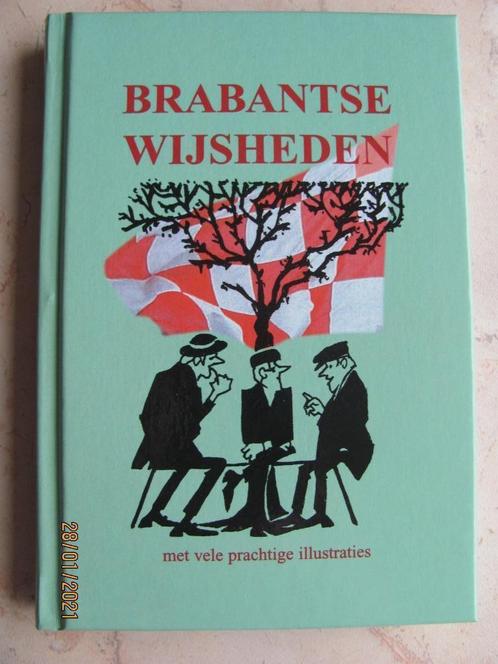 BRABANTSE
WIJSHEDEN
met vele prachtige illustraties
28/01/2021